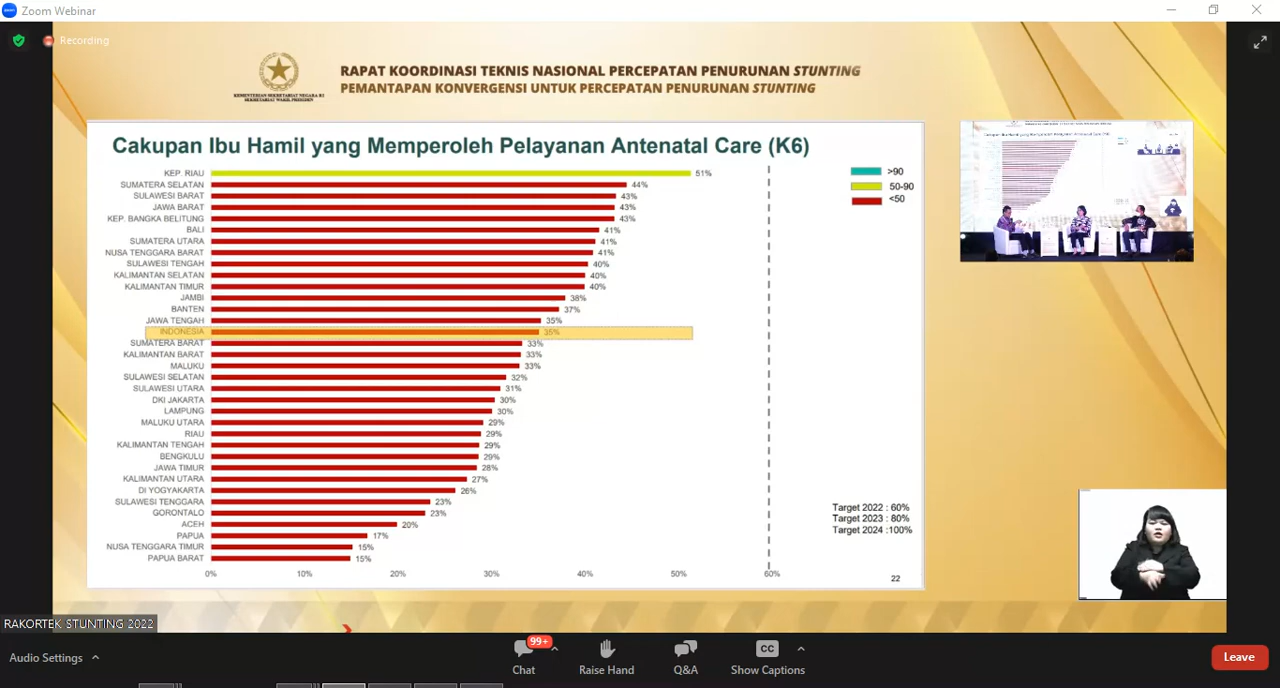 Zoom Webinar
Recording
KEMENTERIAN SEKRETARIAT NEGARA RI
SEKRETARIAT WAKIL PRESIDEN
RAPAT KOORDINASI TEKNIS NASIONAL PERCEPATAN PENURUNAN STUNTING
PEMANTAPAN KONVERGENSI UNTUK PERCEPATAN PENURUNAN STUNTING
Cakupan Ibu Hamil yang Memperoleh Pelayanan Antenatal Care (K6)
KEP. RIAU 51%
SUMATERA SELATAN 44%
SULAWESI BARAT 43%
JAWA BARAT 43%
KEP. BANGKA BELITUNG 43%
BALI 41%
SUMATERA UTARA 41%
NUSA TENGGARA BARAT 41%
SULAWESI TENGAH 40%
KALIMANTAN SELATAN 40%
KALIMANTAN TIMUR 40%
JAMBI 38%
BANTEN 37%
JAWA TENGAH 35%
INDONESIA 35%
SUMATERA BARAT 33%
KALIMANTAN BARAT 33%
MALUKU 33%
SULAWESI SELATAN 32%
SULAWESI UTARA 31%
DKI JAKARTA 30%
LAMPUNG 30%
MALUKU UTARA 29%
RIAU 29%
KALIMANTAN TENGAH 29%
BENGKULU 29%
JAWA TIMUR 28%
KALIMANTAN UTARA 27%
DI YOGYAKARTA 26%
SULAWESI TENGGARA 23%
GORONTALO 23%
ACEH 20%
PAPUA 17%
NUSA TENGGARA TIMUR 15%
PAPUA BARAT 15%
0% 10% 20% 30% 40% 50% 60%
>90
50-90
<50
Target 2022 : 60%
Target 2023 : 80%
Target 2024 :100%
22
RAKORTEK STUNTING 2022
Audio Settings
99+
Chat
Raise Hand
Q&A
CC
Show Captions
Leave